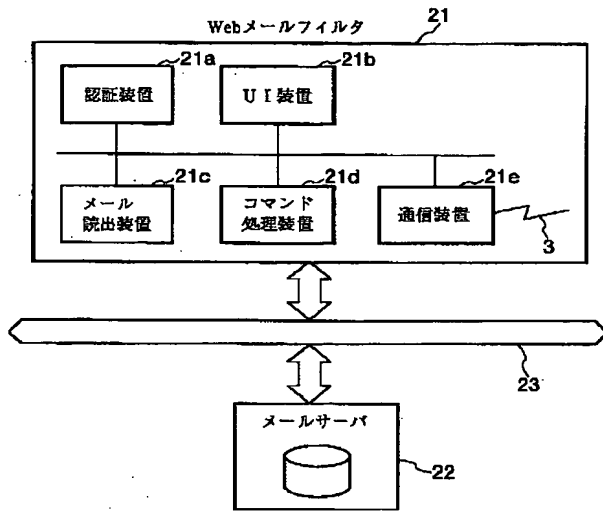 Webメールフィルタ
21
21a
21b
認証装置
UI装置
21c
21d
21e
メール
読出装置
コマンド
処理装置
通信装置
3
23
メールサーバ
22